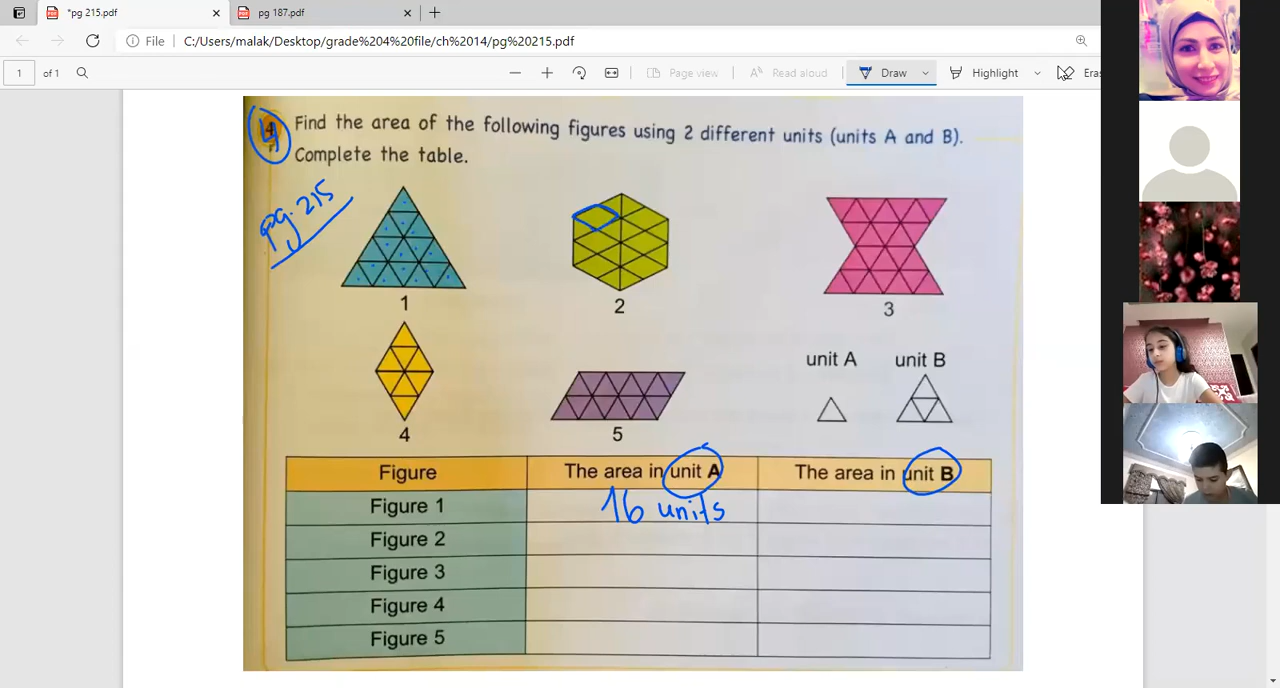 *pg 215.pdf
pg 187.pdf
File
C:/Users/malak/Desktop/grade%204%20file/ch%2014/pg%20215.pdf
1
of 1
Page view
Read aloud
Draw
Highlight
Eras
4
Find the area of the following figures using 2 different units (units A and B).
Complete the table.
pg. 215
1
2
3
unit A
unit B
4
5
Figure
The area in unit A
The area in unit B
Figure 1
16 units
Figure 2
Figure 3
Figure 4
Figure 5